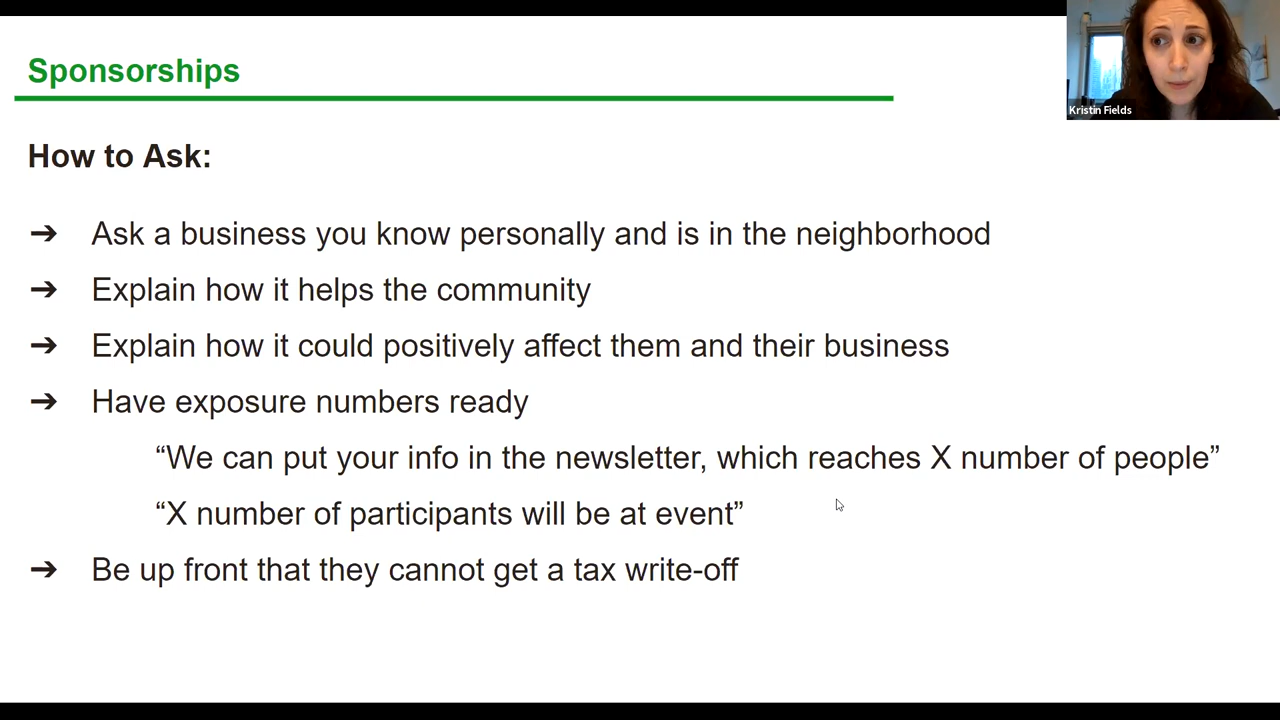 Sponsorships
Kristin Fields
How to Ask:
➔ Ask a business you know personally and is in the neighborhood
➔ Explain how it helps the community
➔ Explain how it could positively affect them and their business
➔ Have exposure numbers ready
“We can put your info in the newsletter, which reaches X number of people”
“X number of participants will be at event”
➔ Be up front that they cannot get a tax write-off